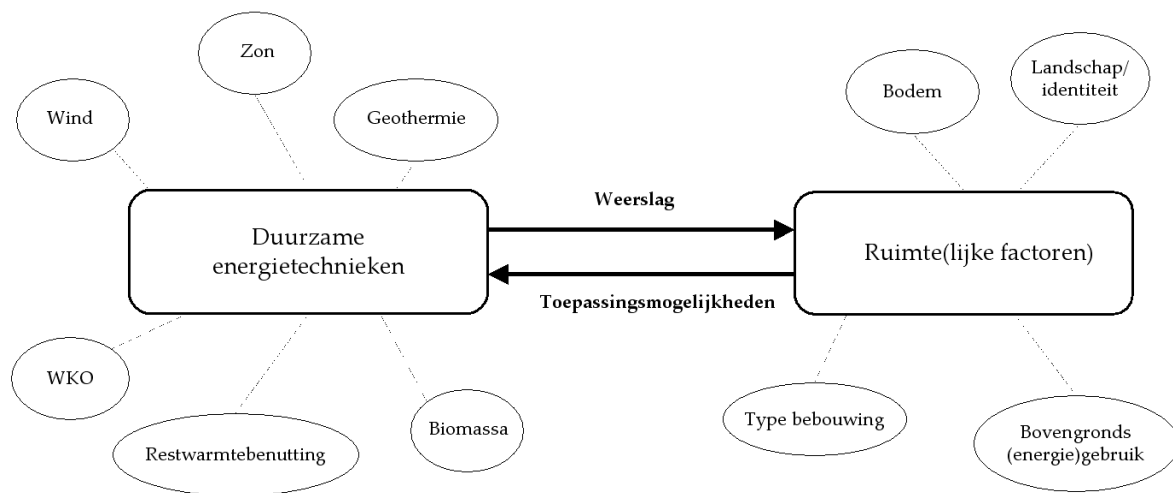 Zon
Landschap/
identiteit
Bodem
Wind
Geothermie
Weerslag
Duurzame
energietechnieken
Ruimte(lijke factoren)
Toepassingsmogelijkheden
WKO
Type bebouwing
Biomassa
Bovengronds
(energie)gebruik
Restwarmtebenutting